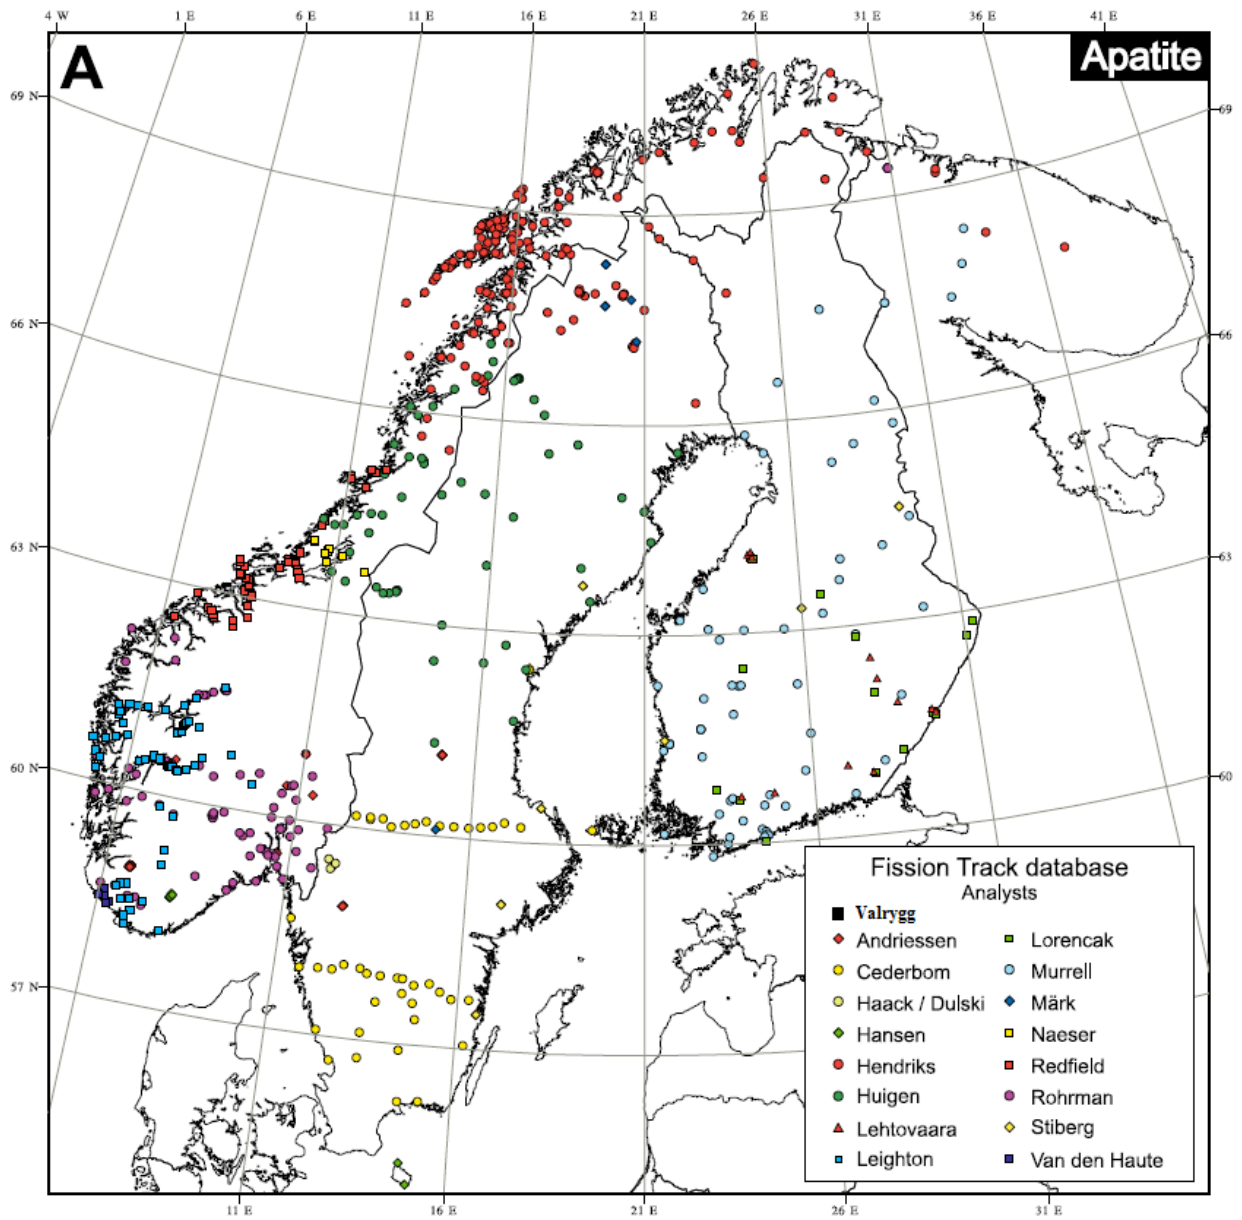 4 W 1 E 6 E 11 E 16 E 21 E 26 E 31 E 36 E 41 E
A
Apatite
69 N
69
66 N
66
63 N
63
60 N
60
57 N
Fission Track database
Analysts
Valrygg
Andriessen
Cederbom
Haack / Dulski
Hansen
Hendriks
Huigen
Lehtovaara
Leighton
Lorencak
Murrell
Märk
Naeser
Redfield
Rohrman
Stiberg
Van den Haute
11 E 16 E 21 E 26 E 31 E